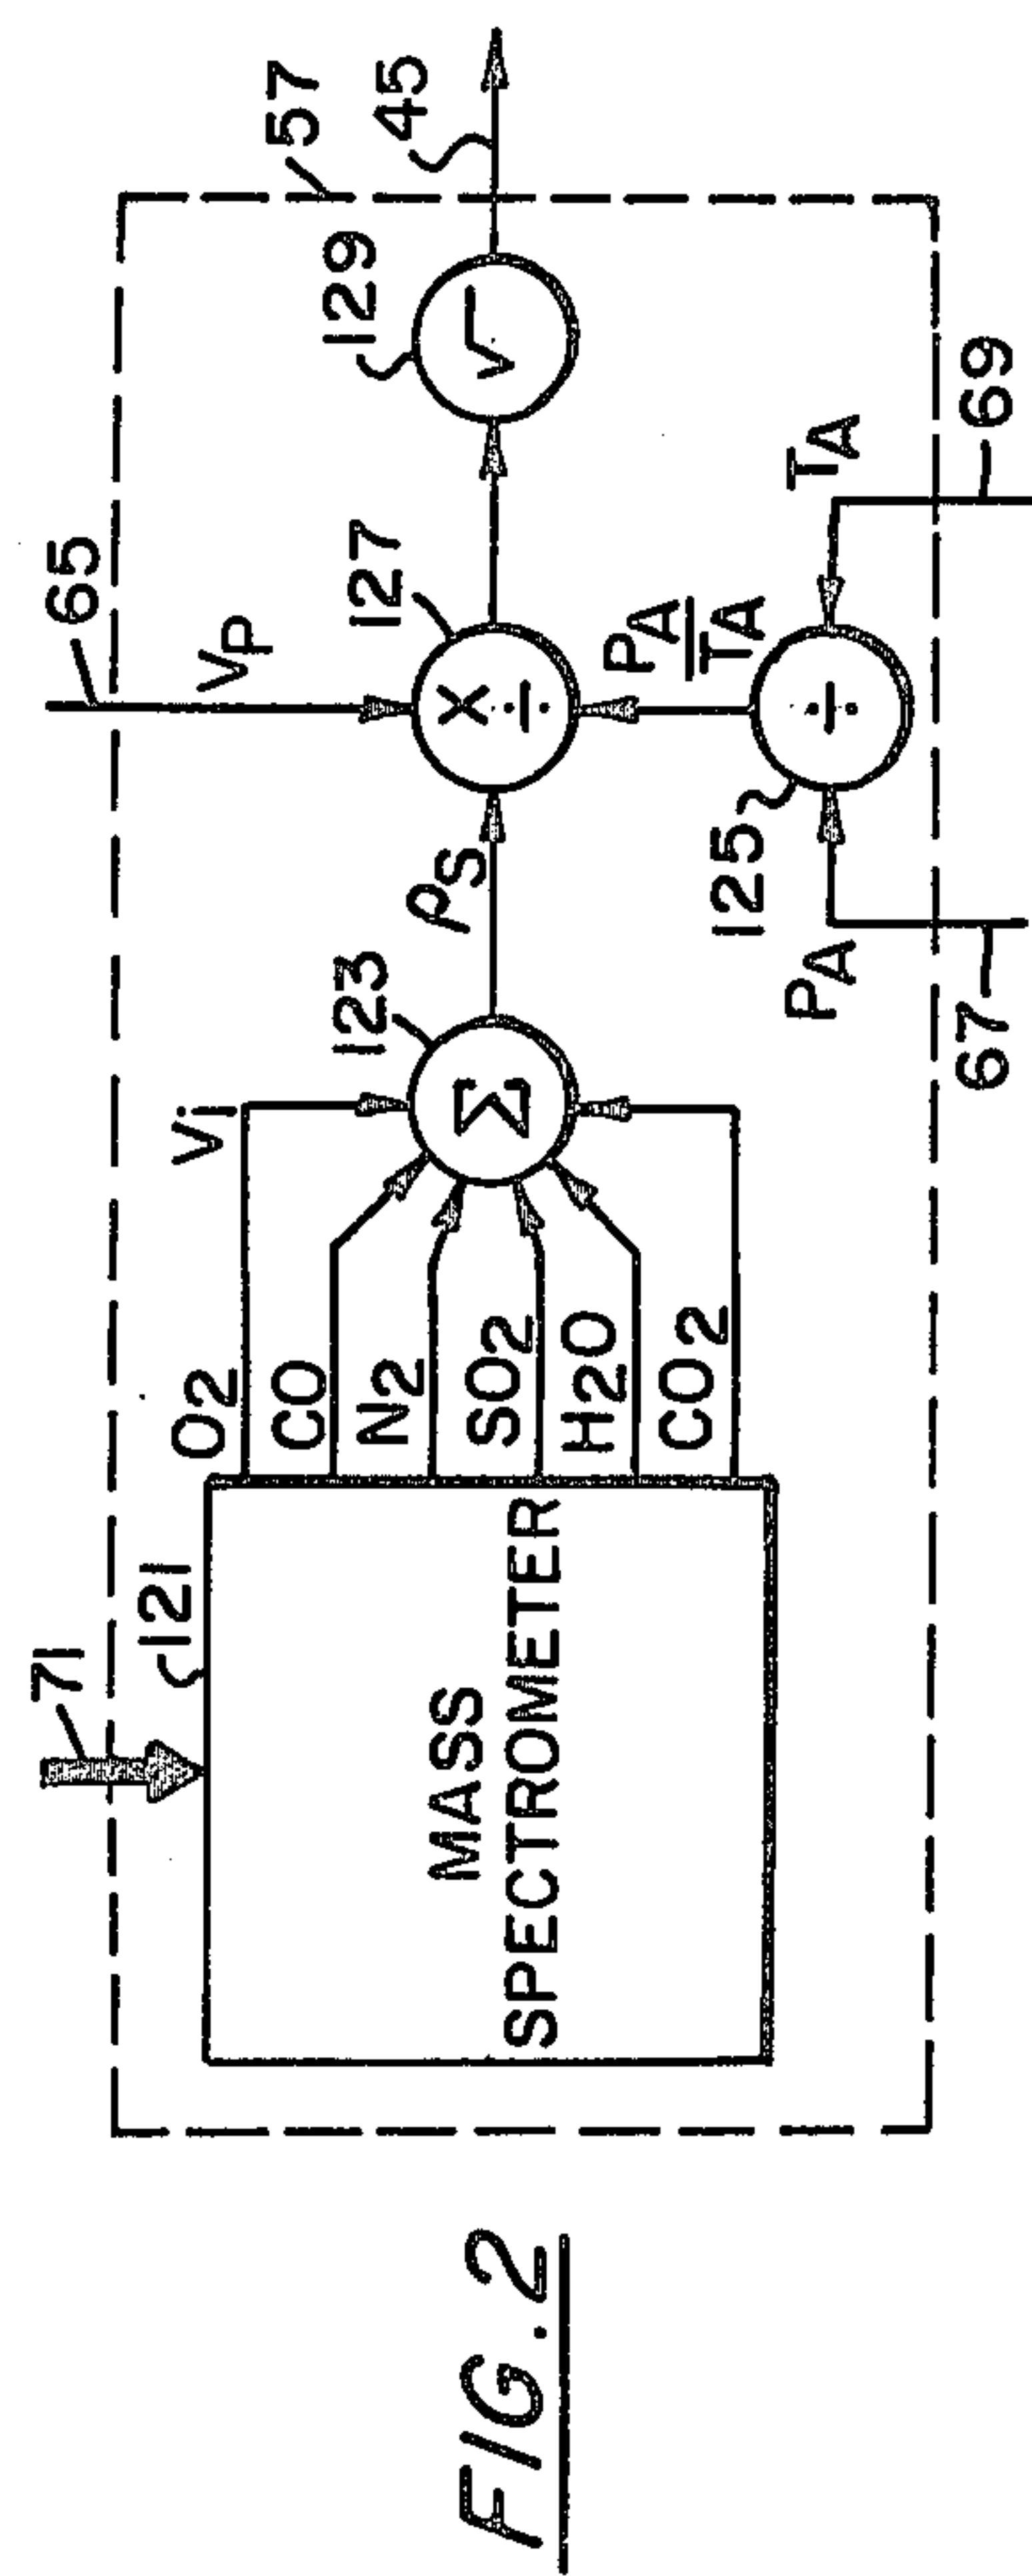 FIG. 2
71
121
MASS
SPECTROMETER
O2
CO
N2
SO2
H2O
CO2
Vi
123
Σ
ρS
65
VP
127
X
÷
PA
TA
125
÷
PA
67
TA
69
129
√
57
45